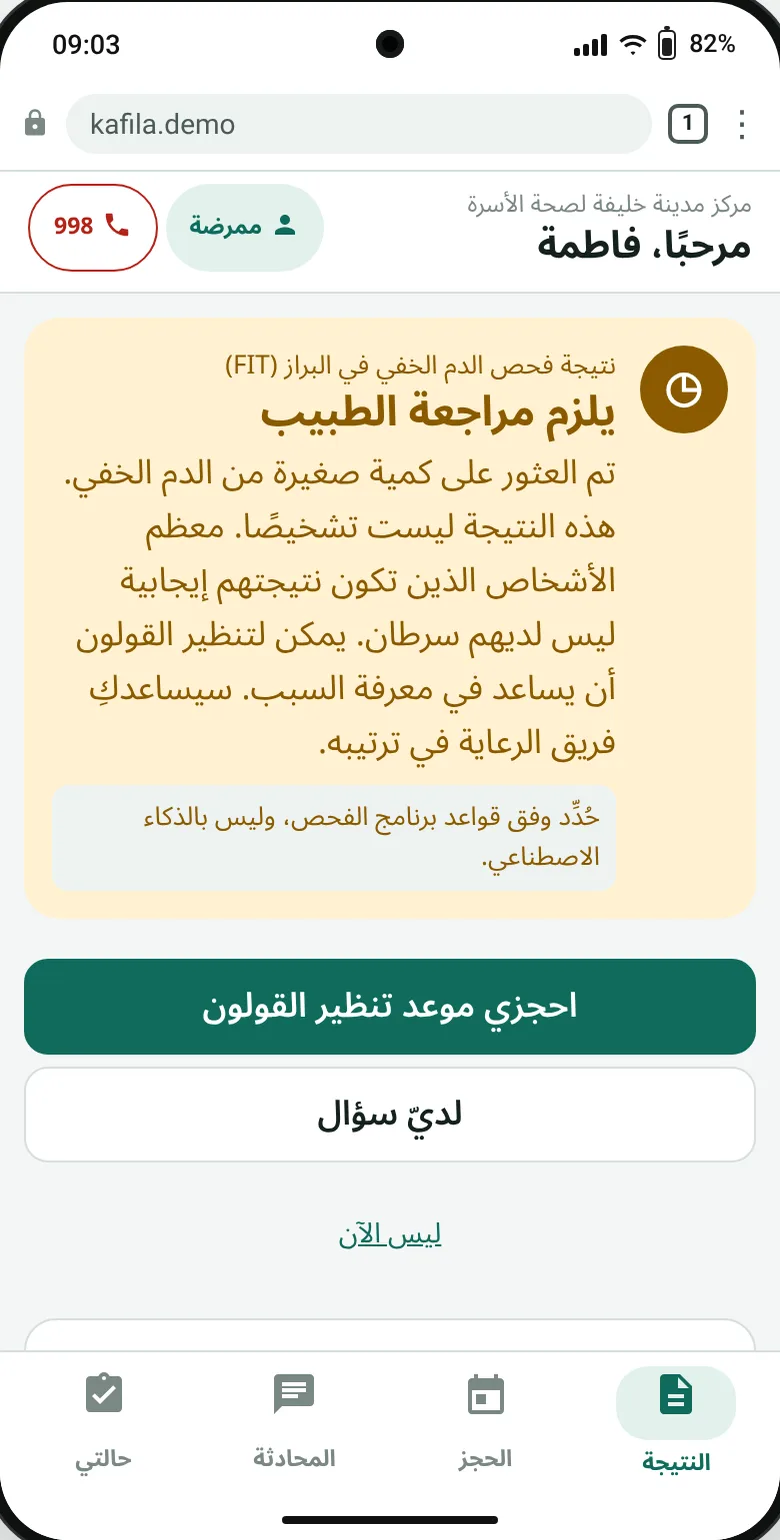 09:03
82%
kafila.demo
1
مركز مدينة خليفة لصحة الأسرة
مرحبًا، فاطمة
ممرضة
998
نتيجة فحص الدم الخفي في البراز (FIT)
يلزم مراجعة الطبيب
تم العثور على كمية صغيرة من الدم الخفي.
هذه النتيجة ليست تشخيصًا. معظم
الأشخاص الذين تكون نتيجتهم إيجابية
ليس لديهم سرطان. يمكن لتنظير القولون
أن يساعد في معرفة السبب. سيساعدكِ
فريق الرعاية في ترتيبه.
حُدِّد وفق قواعد برنامج الفحص، وليس بالذكاء
الاصطناعي.
احجزي موعد تنظير القولون
لديّ سؤال
ليس الآن
النتيجة
الحجز
المحادثة
حالتي